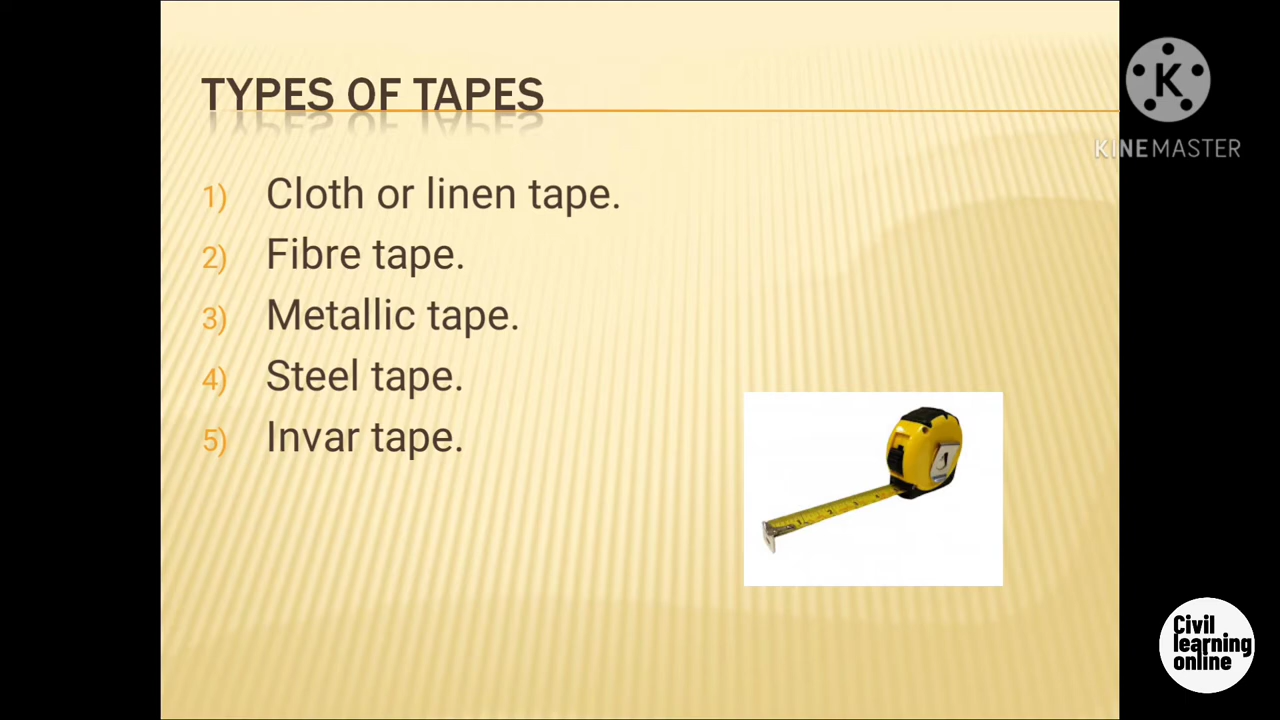 TYPES OF TAPES
1) Cloth or linen tape.
2) Fibre tape.
3) Metallic tape.
4) Steel tape.
5) Invar tape.
K
KINEMASTER
Civil
learning
online